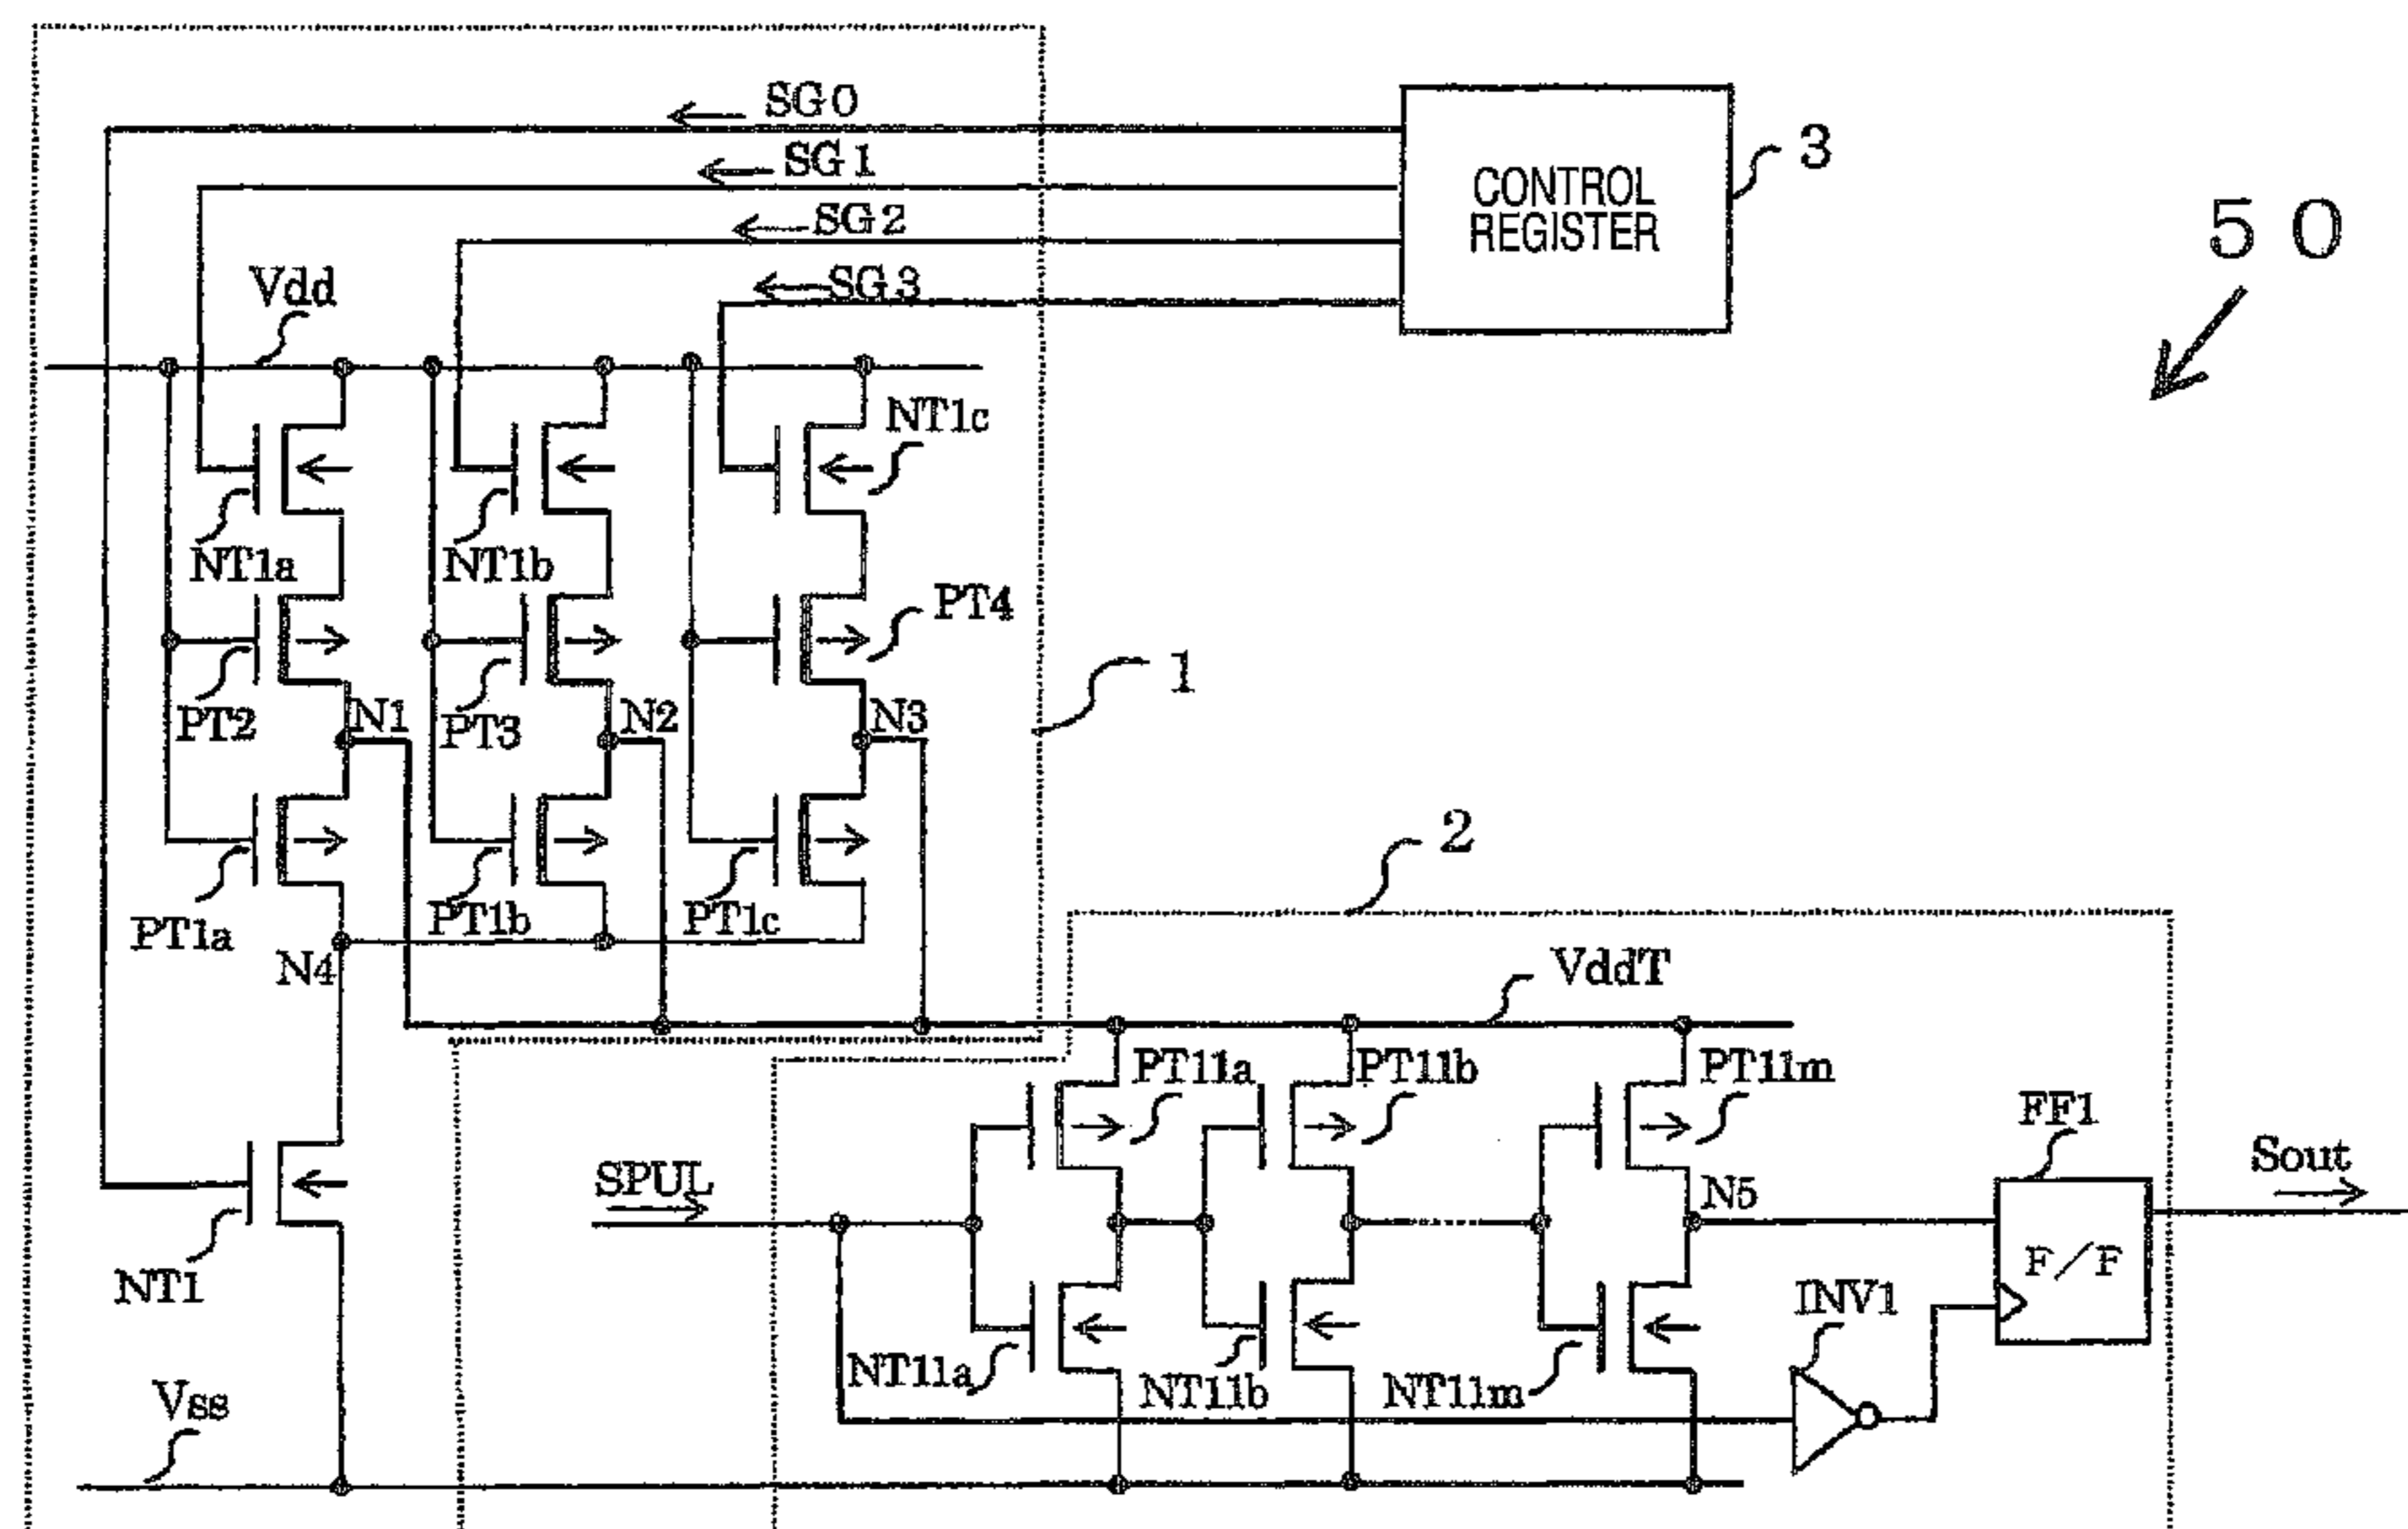 SG0
SG1
SG2
SG3
CONTROL
REGISTER
3
50
Vdd
NT1c
NT1a
NT1b
PT4
PT2
N1
PT3
N2
N3
1
PT1a
PT1b
PT1c
2
N4
VddT
PT11a
PT11b
PT11m
FF1
SPUL
N5
Sout
NT1
F/F
INV1
NT11a
NT11b
NT11m
Vss